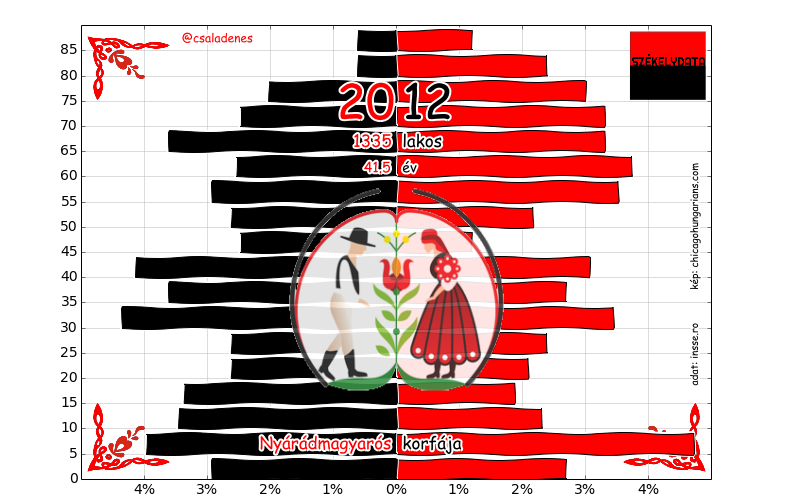 @csaladenes
SZÉKELYDATA
2012
1335 lakos
41,5 év
kép: chicagohungarians.com
adat: insse.ro
Nyárádmagyarós korfája
85
80
75
70
65
60
55
50
45
40
35
30
25
20
15
10
5
0
4% 3% 2% 1% 0% 1% 2% 3% 4%